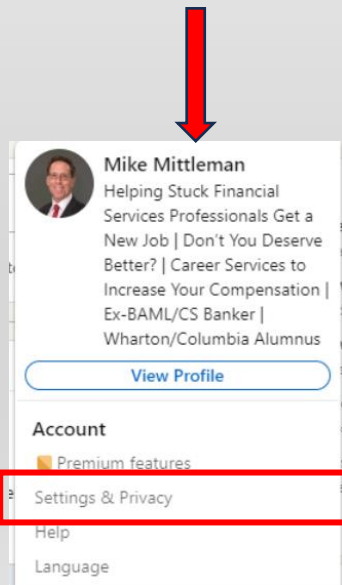 Mike Mittleman
Helping Stuck Financial
Services Professionals Get a
New Job | Don't You Deserve
Better? | Career Services to
Increase Your Compensation |
Ex-BAML/CS Banker |
Wharton/Columbia Alumnus
View Profile
Account
Premium features
Settings & Privacy
Help
Language